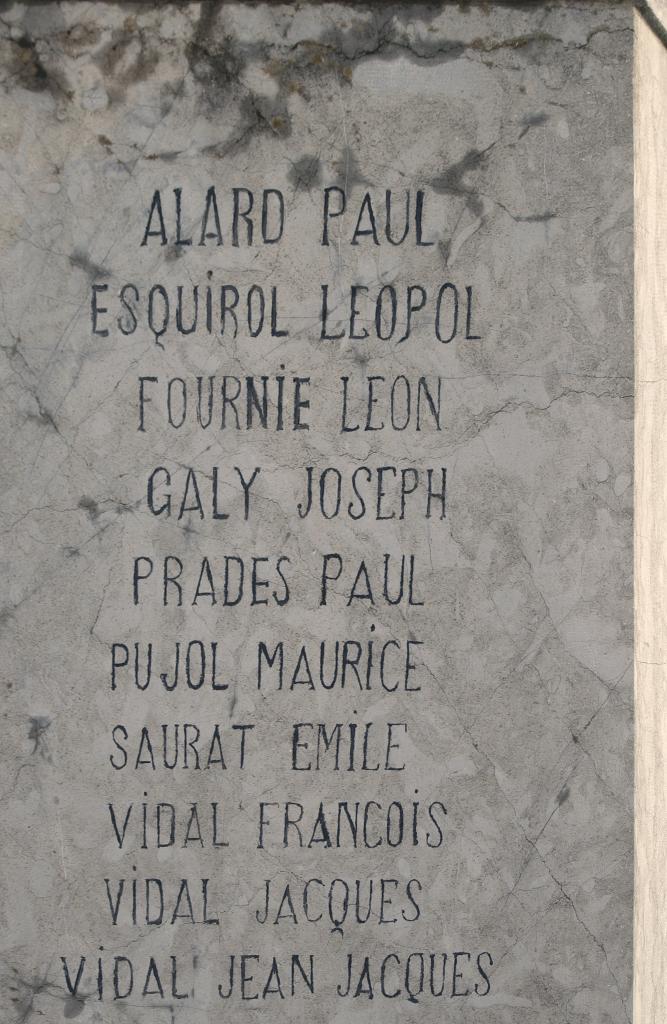 ALARD PAUL
ESQUiROL LEOPOL
FOURNiE LEON
GALY JOSEPH
PRADES PAUL
PUJOL MAURiCE
SAURAT EMiLE
ViDAL FRANCOiS
ViDAL JACQUES
ViDAL JEAN JACQUES